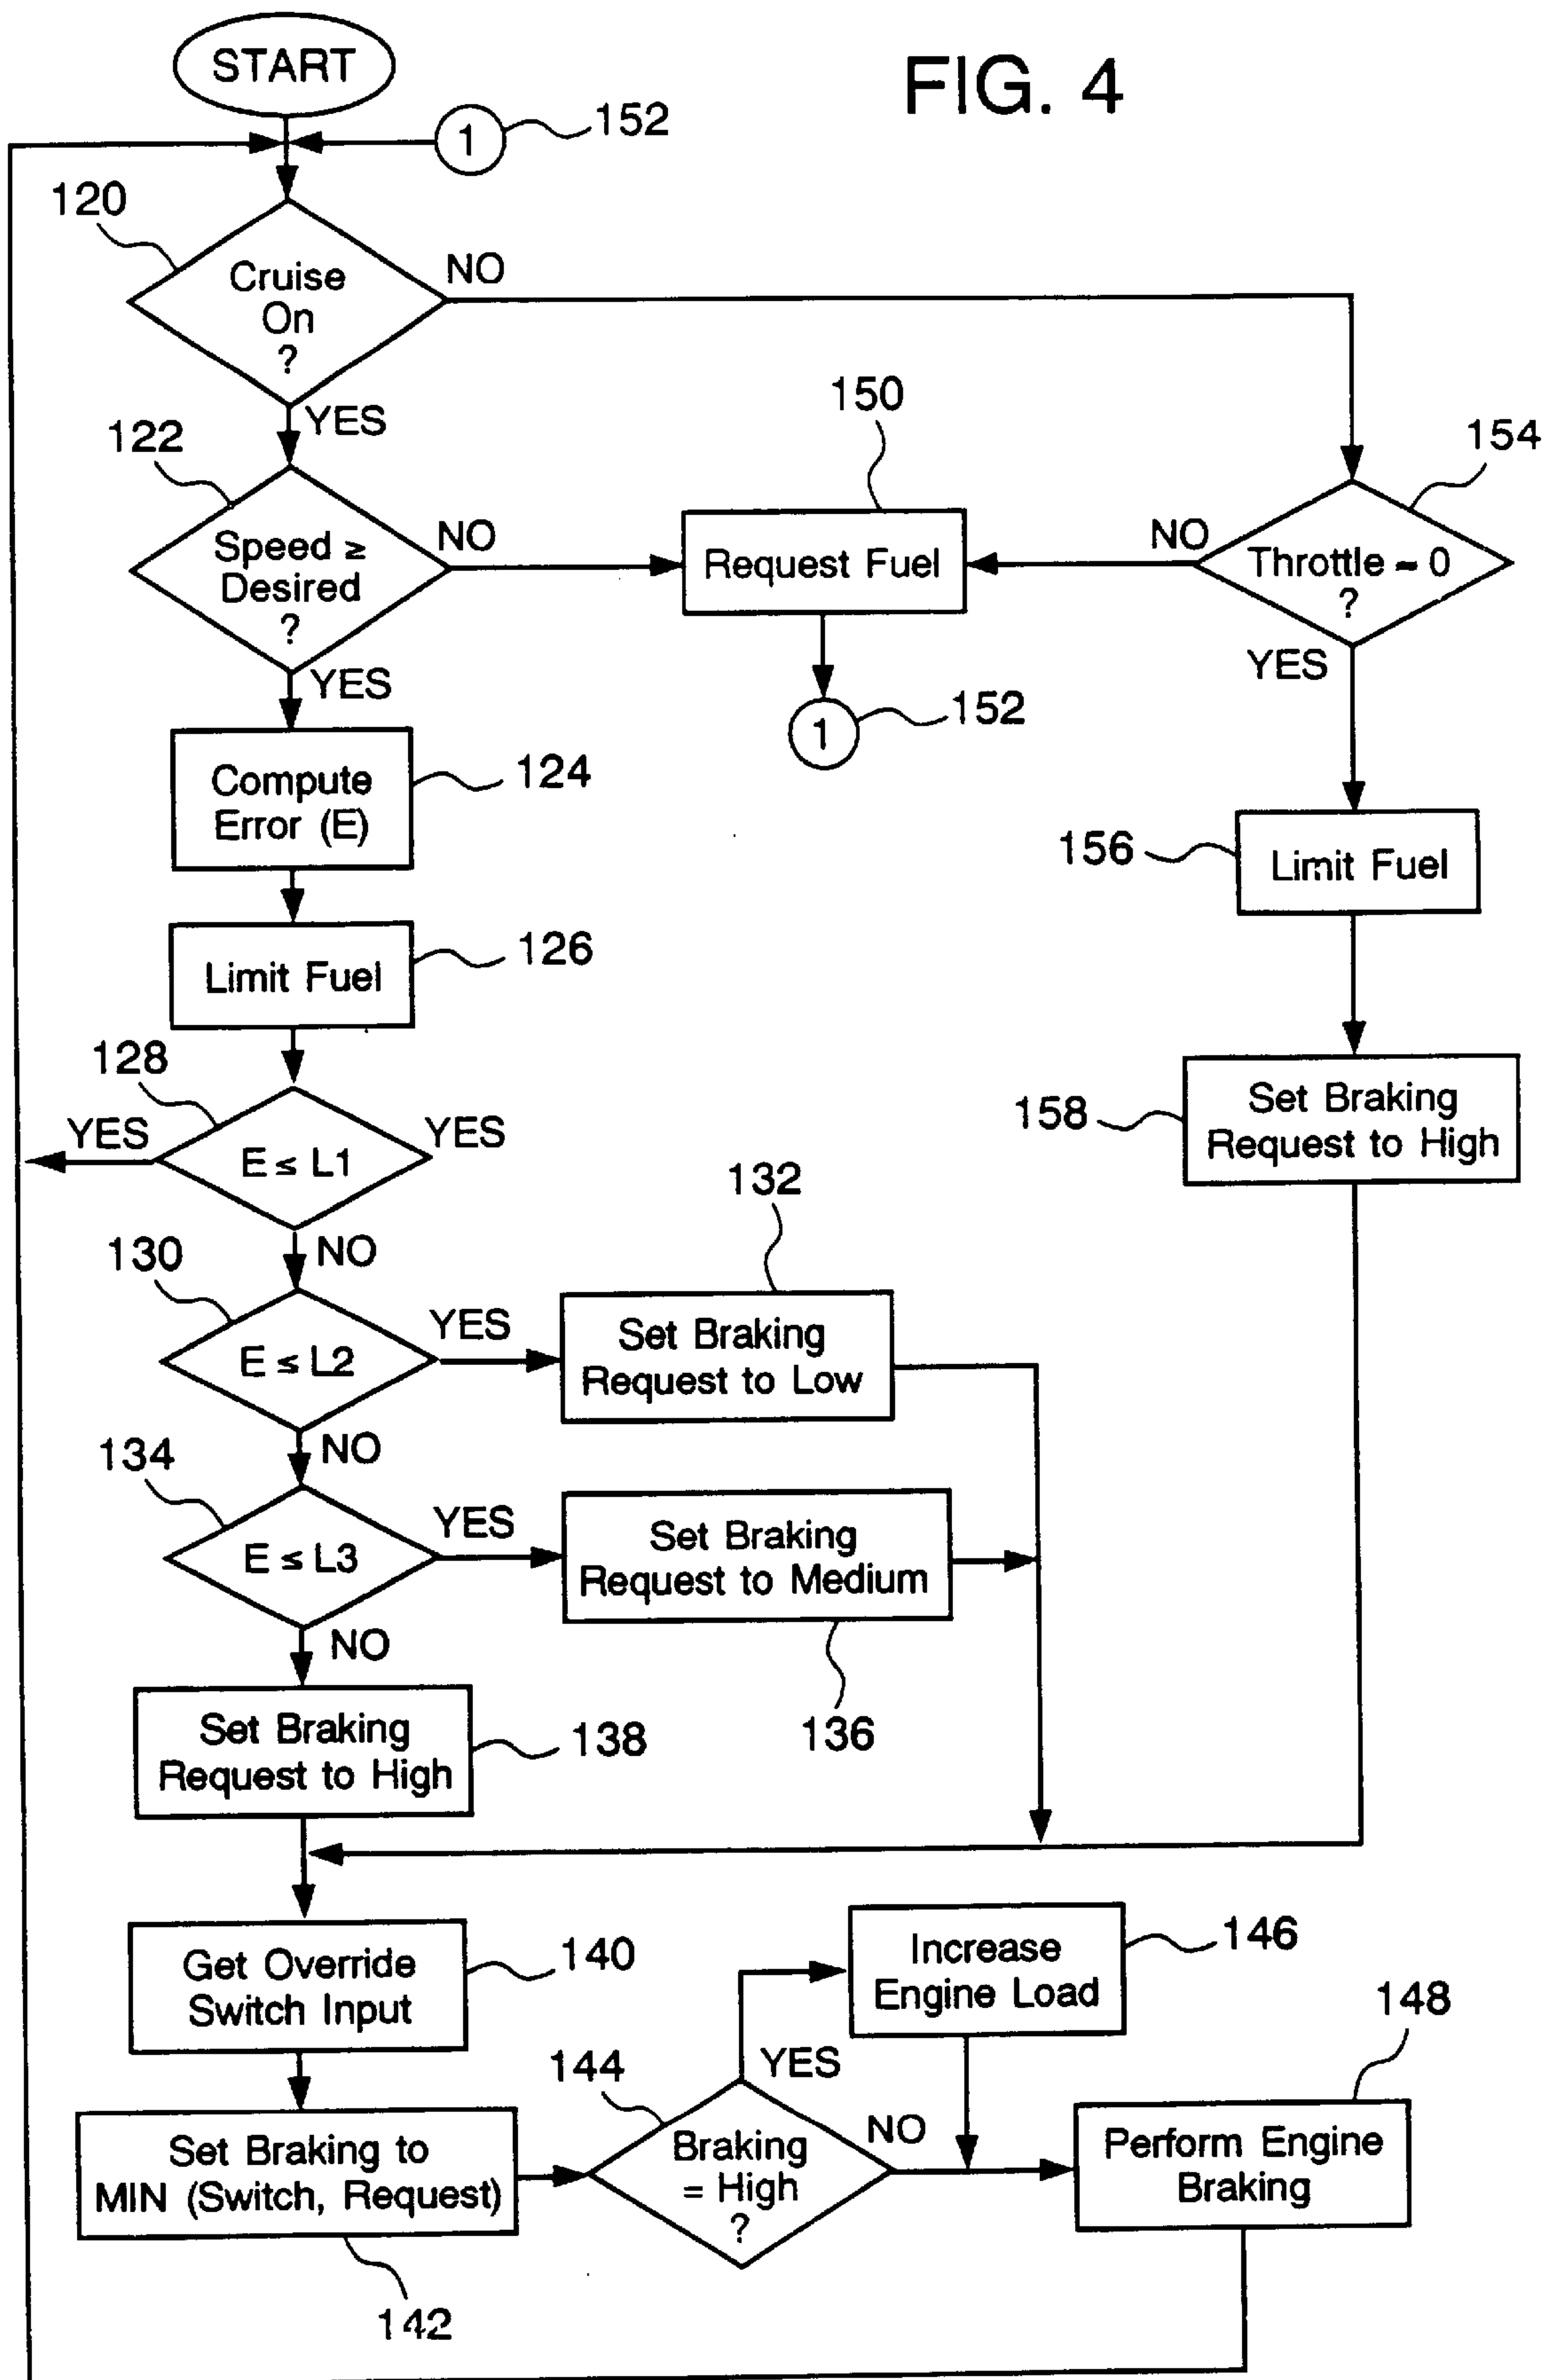 FIG. 4
START
1
152
120
Cruise
On
?
NO
YES
122
Speed ≥
Desired
?
NO
YES
150
Request Fuel
1
152
154
Throttle ≈ 0
?
NO
YES
124
Compute
Error (E)
126
Limit Fuel
156
Limit Fuel
158
Set Braking
Request to High
128
YES
E ≤ L1
YES
NO
130
E ≤ L2
YES
NO
132
Set Braking
Request to Low
134
E ≤ L3
YES
NO
Set Braking
Request to Medium
136
Set Braking
Request to High
138
Get Override
Switch Input
140
Set Braking to
MIN (Switch, Request)
142
144
Braking
= High
?
YES
NO
Increase
Engine Load
146
148
Perform Engine
Braking